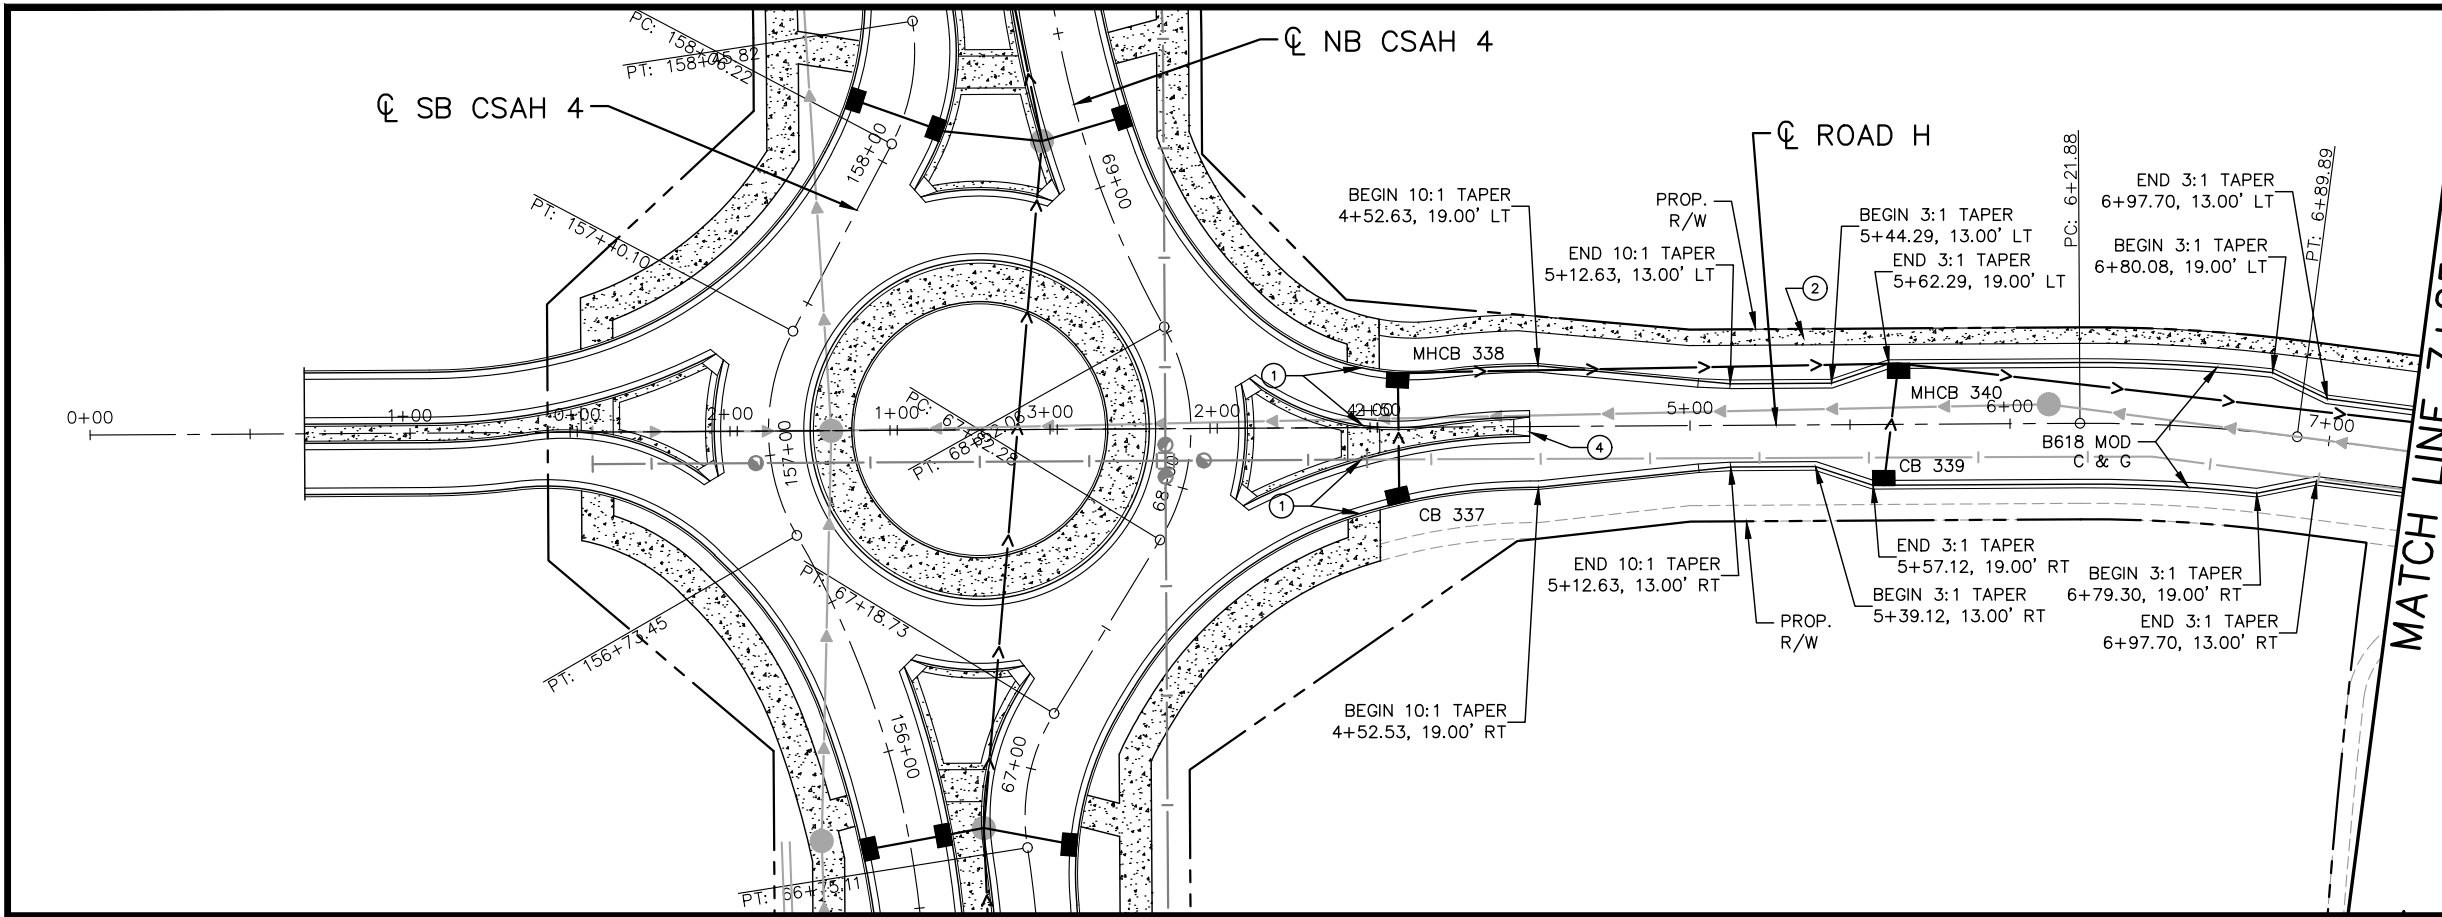 ℄ NB CSAH 4
℄ SB CSAH 4
PT: 158+45.82
158+00
69+00
PT: 157+40.10
℄ ROAD H
BEGIN 10:1 TAPER
4+52.63, 19.00' LT
PROP.
R/W
END 10:1 TAPER
5+12.63, 13.00' LT
BEGIN 3:1 TAPER
5+44.29, 13.00' LT
END 3:1 TAPER
5+62.29, 19.00' LT
PC: 6+21.88
END 3:1 TAPER
6+97.70, 13.00' LT
BEGIN 3:1 TAPER
6+80.08, 19.00' LT
PT: 6+89.89
2
MHCB 338
1
MHCB 340
0+00
1+00
0+00
2+00
1+00
3+00
2+00
5+00
6+00
7+00
157+00
4
B618 MOD
C & G
CB 339
CB 337
1
PT: 67+18.73
PT: 156+73.45
END 10:1 TAPER
5+12.63, 13.00' RT
END 3:1 TAPER
5+57.12, 19.00' RT
BEGIN 3:1 TAPER
5+39.12, 13.00' RT
BEGIN 3:1 TAPER
6+79.30, 19.00' RT
END 3:1 TAPER
6+97.70, 13.00' RT
PROP.
R/W
BEGIN 10:1 TAPER
4+52.53, 19.00' RT
156+00
67+00
PT: 66+75.11
MATCH LINE